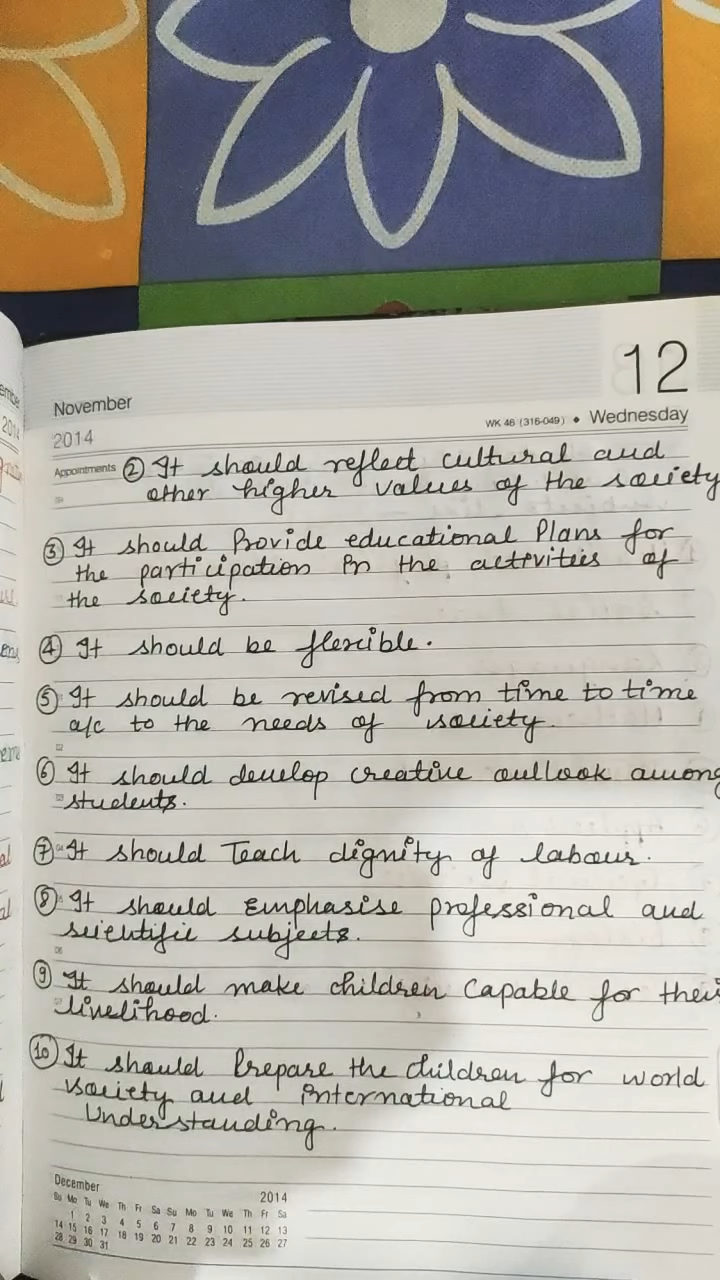 12
November
2014
WK 46 (316-049) ◆ Wednesday
Appointments ② It should reflect cultural and
other higher values of the society
③ It should Provide educational Plans for
the participation in the activities of
the society.
④ It should be flexcible.
⑤ It should be revised from time to time
a/c to the needs of society
⑥ It should develop creative outlook among
students.
⑦ It should Teach dignity of labour.
⑧ It should Emphasise professional and
scientific subjects.
⑨ It should make children Capable for their
livelihood.
⑩ It should Prepare the children for world
society and international
Understanding.
December 2014
Su Mo Tu We Th Fr Sa Su Mo Tu We Th Fr Sa
1 2 3 4 5 6 7 8 9 10 11 12 13
14 15 16 17 18 19 20 21 22 23 24 25 26 27
28 29 30 31